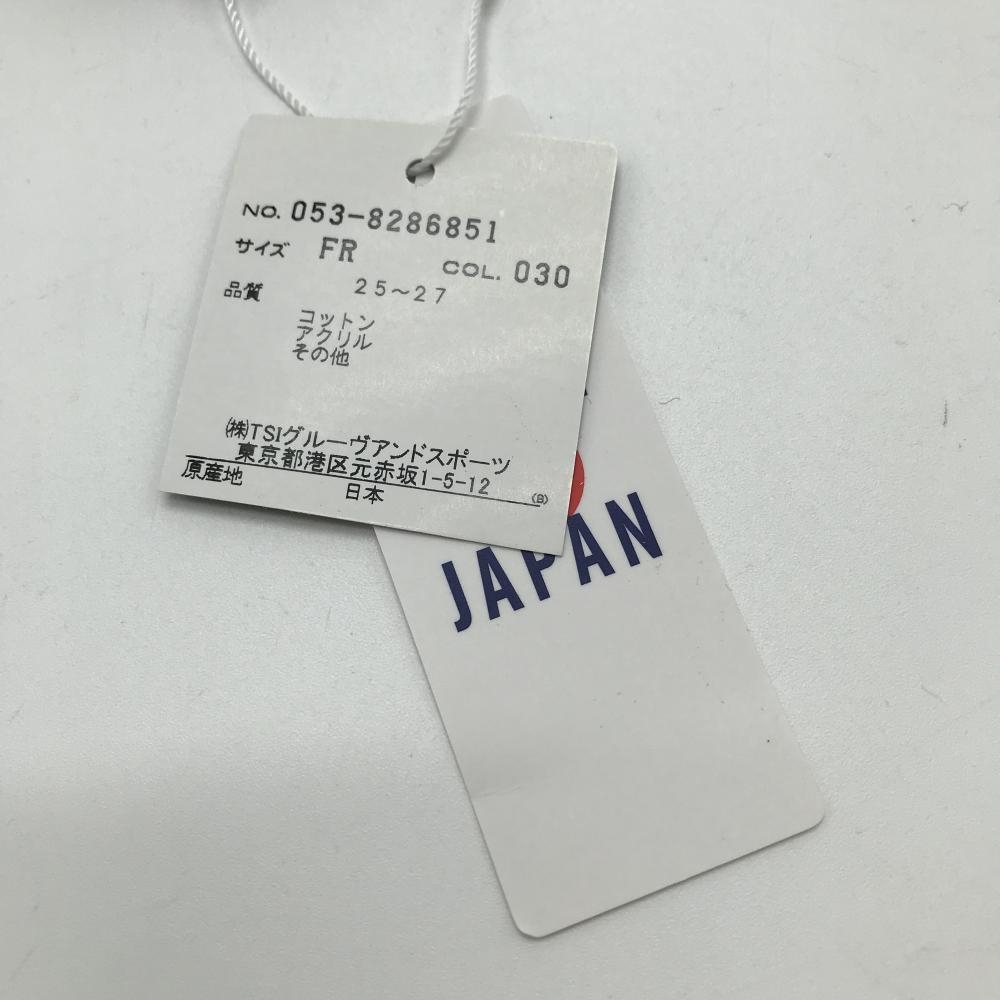 NO. 053-8286851
サイズ FR
COL. 030
品質 25～27
コットン
アクリル
その他
㈱TSIグルーヴアンドスポーツ
東京都港区元赤坂1-5-12
原産地 日本 (B)
JAPAN